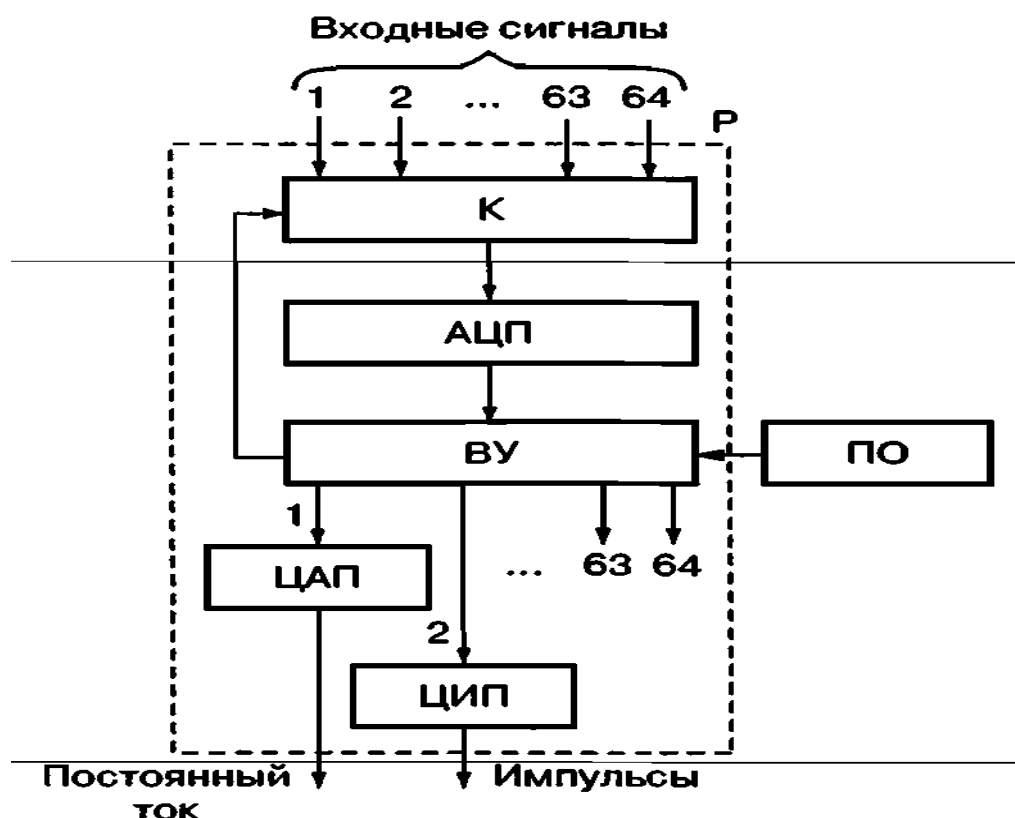 Входные сигналы
1 2 ... 63 64
Р
К
АЦП
ВУ
ПО
1
ЦАП
... 63 64
2
ЦИП
Постоянный
ток
Импульсы